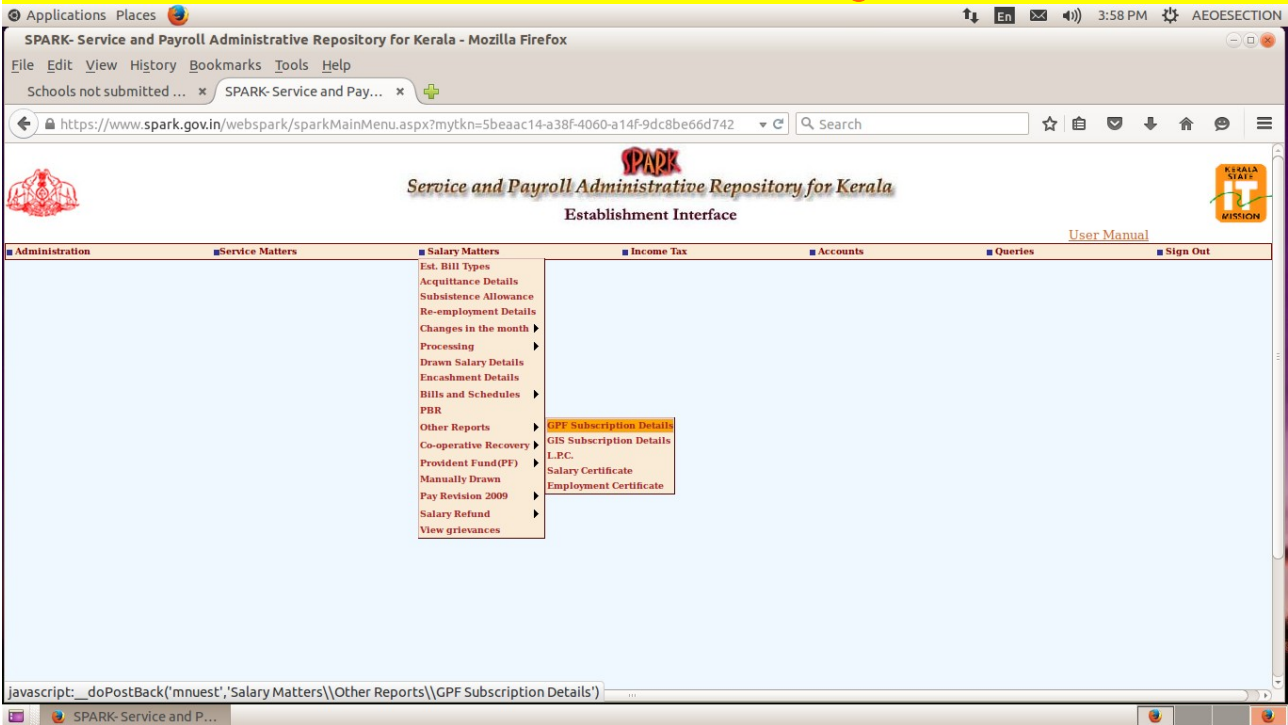 Applications Places 3:58 PM AEOESECTION
En
SPARK- Service and Payroll Administrative Repository for Kerala - Mozilla Firefox
File Edit View History Bookmarks Tools Help
Schools not submitted ... × SPARK- Service and Pay... ×
https://www.spark.gov.in/webspark/sparkMainMenu.aspx?mytkn=5beaac14-a38f-4060-a14f-9dc8be66d742 Search
SPARK
Service and Payroll Administrative Repository for Kerala
Establishment Interface
KERALA
STATE
IT
MISSION
User Manual
Administration Service Matters Salary Matters Income Tax Accounts Queries Sign Out
Est. Bill Types
Acquittance Details
Subsistence Allowance
Re-employment Details
Changes in the month
Processing
Drawn Salary Details
Encashment Details
Bills and Schedules
PBR
Other Reports
Co-operative Recovery
Provident Fund(PF)
Manually Drawn
Pay Revision 2009
Salary Refund
View grievances
GPF Subscription Details
GIS Subscription Details
L.P.C.
Salary Certificate
Employment Certificate
javascript:__doPostBack('mnuest','Salary Matters\\Other Reports\\GPF Subscription Details')
SPARK- Service and P...